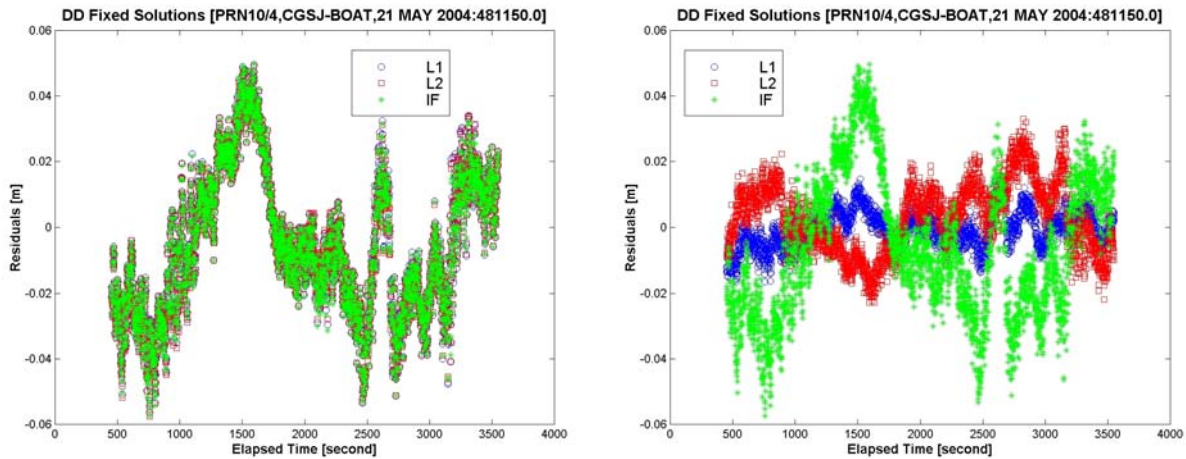 DD Fixed Solutions [PRN10/4,CGSJ-BOAT,21 MAY 2004:481150.0]
0.06
0.04
0.02
0
-0.02
-0.04
-0.06
Residuals [m]
L1
L2
IF
0 500 1000 1500 2000 2500 3000 3500 4000
Elapsed Time [second]
DD Fixed Solutions [PRN10/4,CGSJ-BOAT,21 MAY 2004:481150.0]
0.06
0.04
0.02
0
-0.02
-0.04
-0.06
Residuals [m]
L1
L2
IF
0 500 1000 1500 2000 2500 3000 3500 4000
Elapsed Time [second]